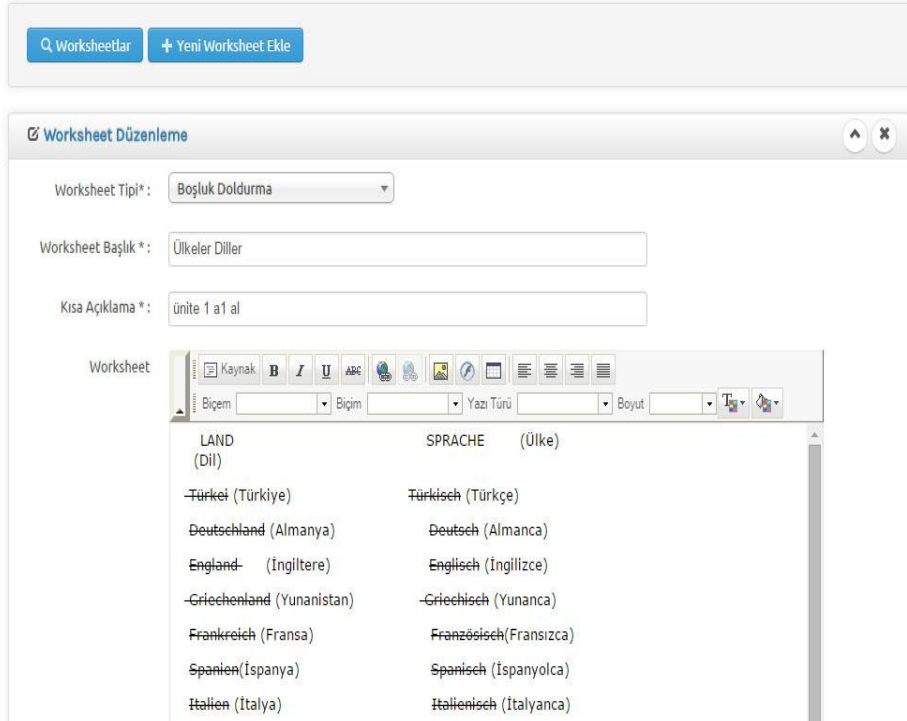 Worksheetlar Yeni Worksheet Ekle
Worksheet Düzenleme
Worksheet Tipi* : Boşluk Doldurma
Worksheet Başlık * : Ülkeler Diller
Kısa Açıklama * : ünite 1 a1 al
Worksheet
Kaynak B I U ABC
Biçem Biçim Yazı Türü Boyut
LAND SPRACHE (Ülke)
(Dil)
Türkei (Türkiye) Türkisch (Türkçe)
Deutschland (Almanya) Deutsch (Almanca)
England (İngiltere) Englisch (İngilizce)
Griechenland (Yunanistan) Griechisch (Yunanca)
Frankreich (Fransa) Französisch(Fransızca)
Spanien(İspanya) Spanisch (İspanyolca)
Italien (İtalya) Italienisch (İtalyanca)